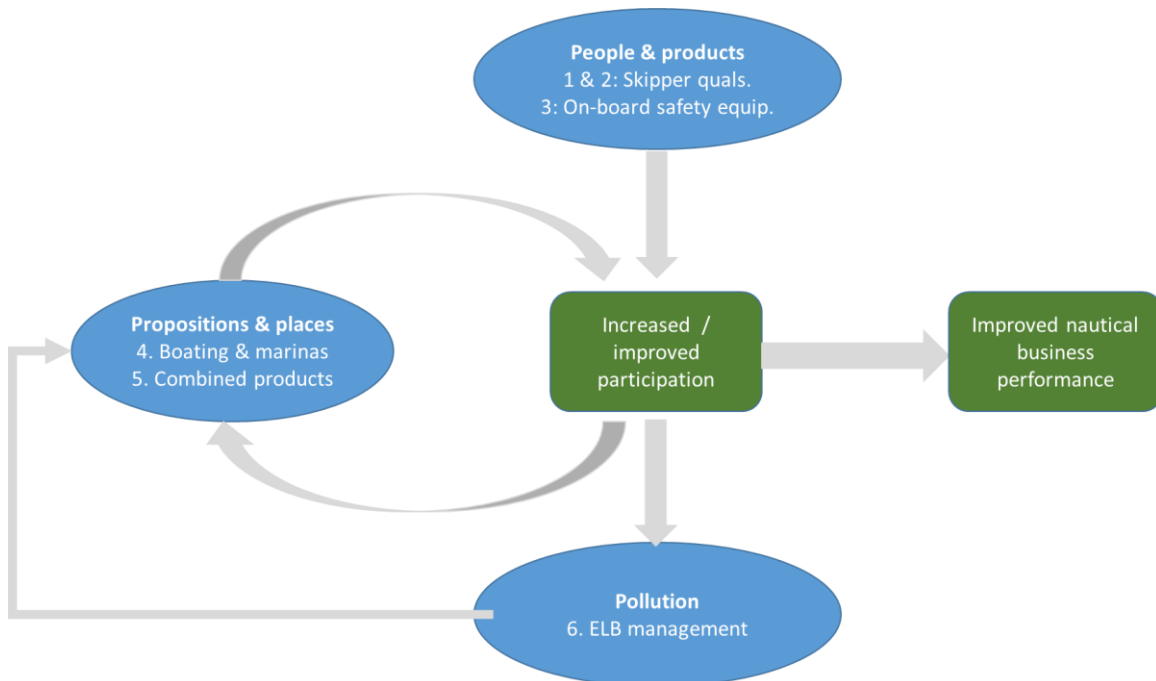 People & products
1 & 2: Skipper quals.
3: On-board safety equip.
Propositions & places
4. Boating & marinas
5. Combined products
Increased /
improved
participation
Improved nautical
business
performance
Pollution
6. ELB management